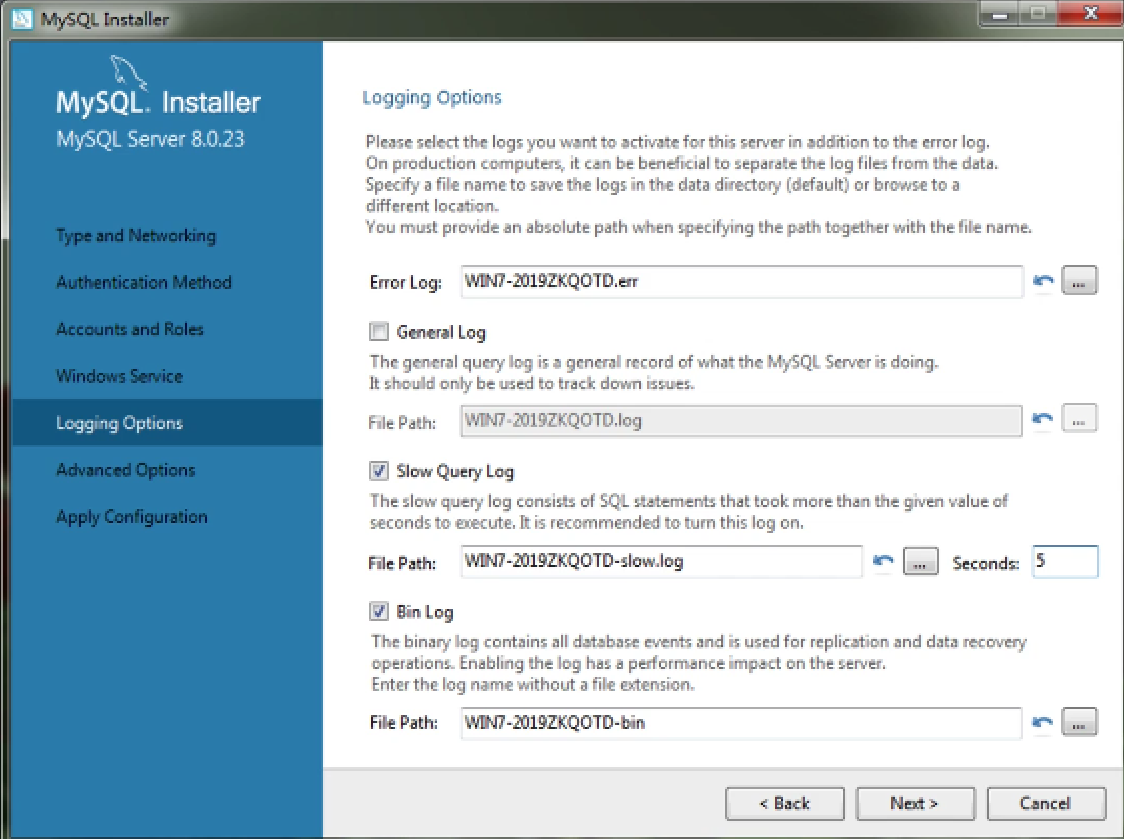 MySQL Installer
MySQL. Installer
MySQL Server 8.0.23
Type and Networking
Authentication Method
Accounts and Roles
Windows Service
Logging Options
Advanced Options
Apply Configuration
Logging Options
Please select the logs you want to activate for this server in addition to the error log.
On production computers, it can be beneficial to separate the log files from the data.
Specify a file name to save the logs in the data directory (default) or browse to a
different location.
You must provide an absolute path when specifying the path together with the file name.
Error Log: WIN7-2019ZKQOTD.err ...
General Log
The general query log is a general record of what the MySQL Server is doing.
It should only be used to track down issues.
File Path: WIN7-2019ZKQOTD.log ...
Slow Query Log
The slow query log consists of SQL statements that took more than the given value of
seconds to execute. It is recommended to turn this log on.
File Path: WIN7-2019ZKQOTD-slow.log ... Seconds: 5
Bin Log
The binary log contains all database events and is used for replication and data recovery
operations. Enabling the log has a performance impact on the server.
Enter the log name without a file extension.
File Path: WIN7-2019ZKQOTD-bin ...
< Back Next > Cancel